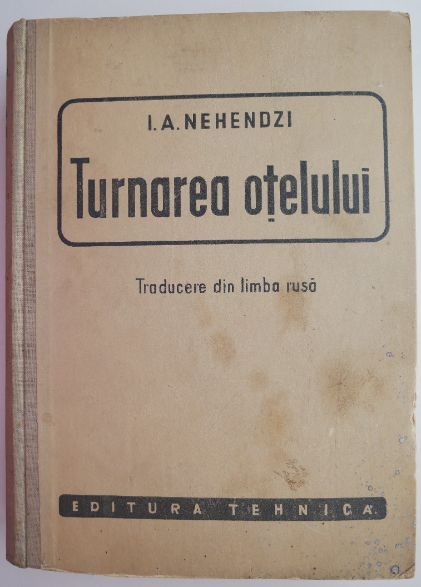 I. A. NEHENDZI
Turnarea oțelului
Traducere din limba rusă
EDITURA TEHNICĂ